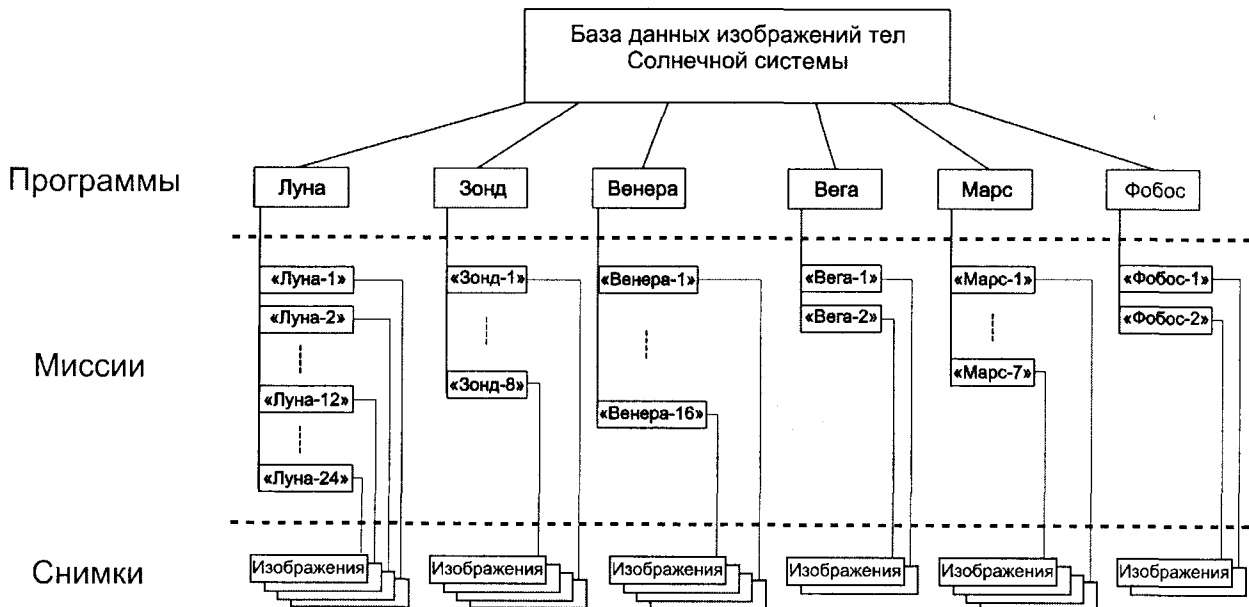 База данных изображений тел
Солнечной системы
Программы
Луна
Зонд
Венера
Вега
Марс
Фобос
Миссии
«Луна-1»
«Луна-2»
«Луна-12»
«Луна-24»
«Зонд-1»
«Зонд-8»
«Венера-1»
«Венера-16»
«Вега-1»
«Вега-2»
«Марс-1»
«Марс-7»
«Фобос-1»
«Фобос-2»
Снимки
Изображения
Изображения
Изображения
Изображения
Изображения
Изображения